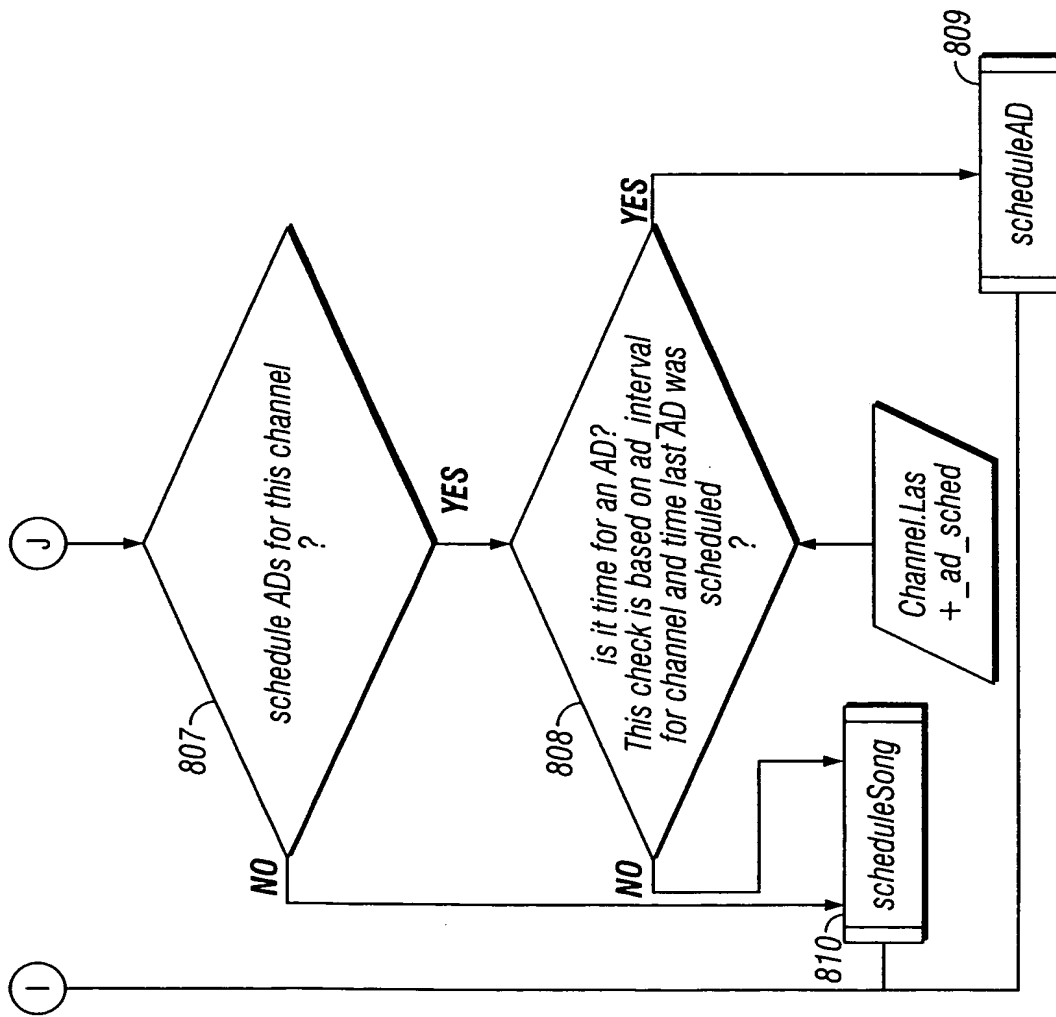 I
J
807
schedule ADs for this channel
?
NO
YES
808
is it time for an AD?
This check is based on ad_interval
for channel and time last AD was
scheduled
?
NO
YES
Channel.Las
+_ad_sched
810
scheduleSong
809
scheduleAD